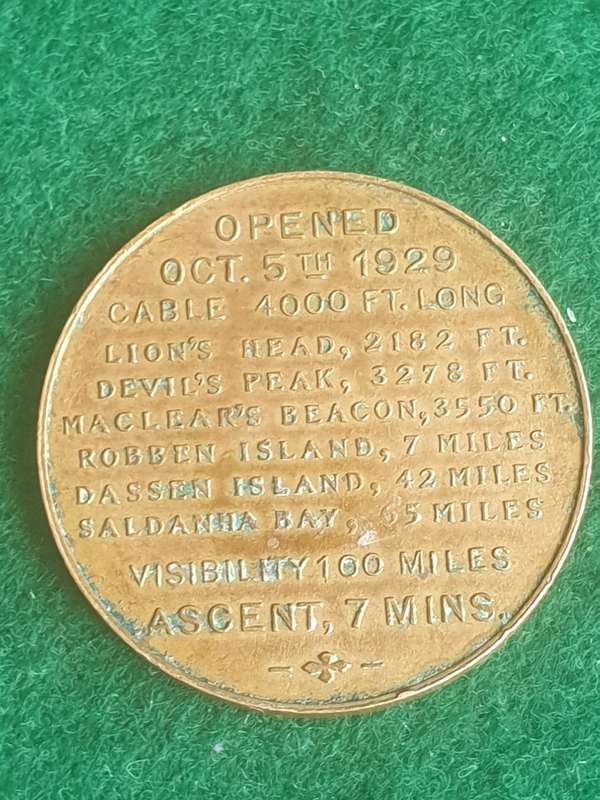 OPENED
OCT. 5TH 1929
CABLE 4000 FT. LONG
LION'S HEAD, 2182 FT.
DEVIL'S PEAK, 3278 FT.
MACLEAR'S BEACON, 3550 FT.
ROBBEN ISLAND, 7 MILES
DASSEN ISLAND, 42 MILES
SALDANHA BAY, 65 MILES
VISIBILITY 100 MILES
ASCENT, 7 MINS.